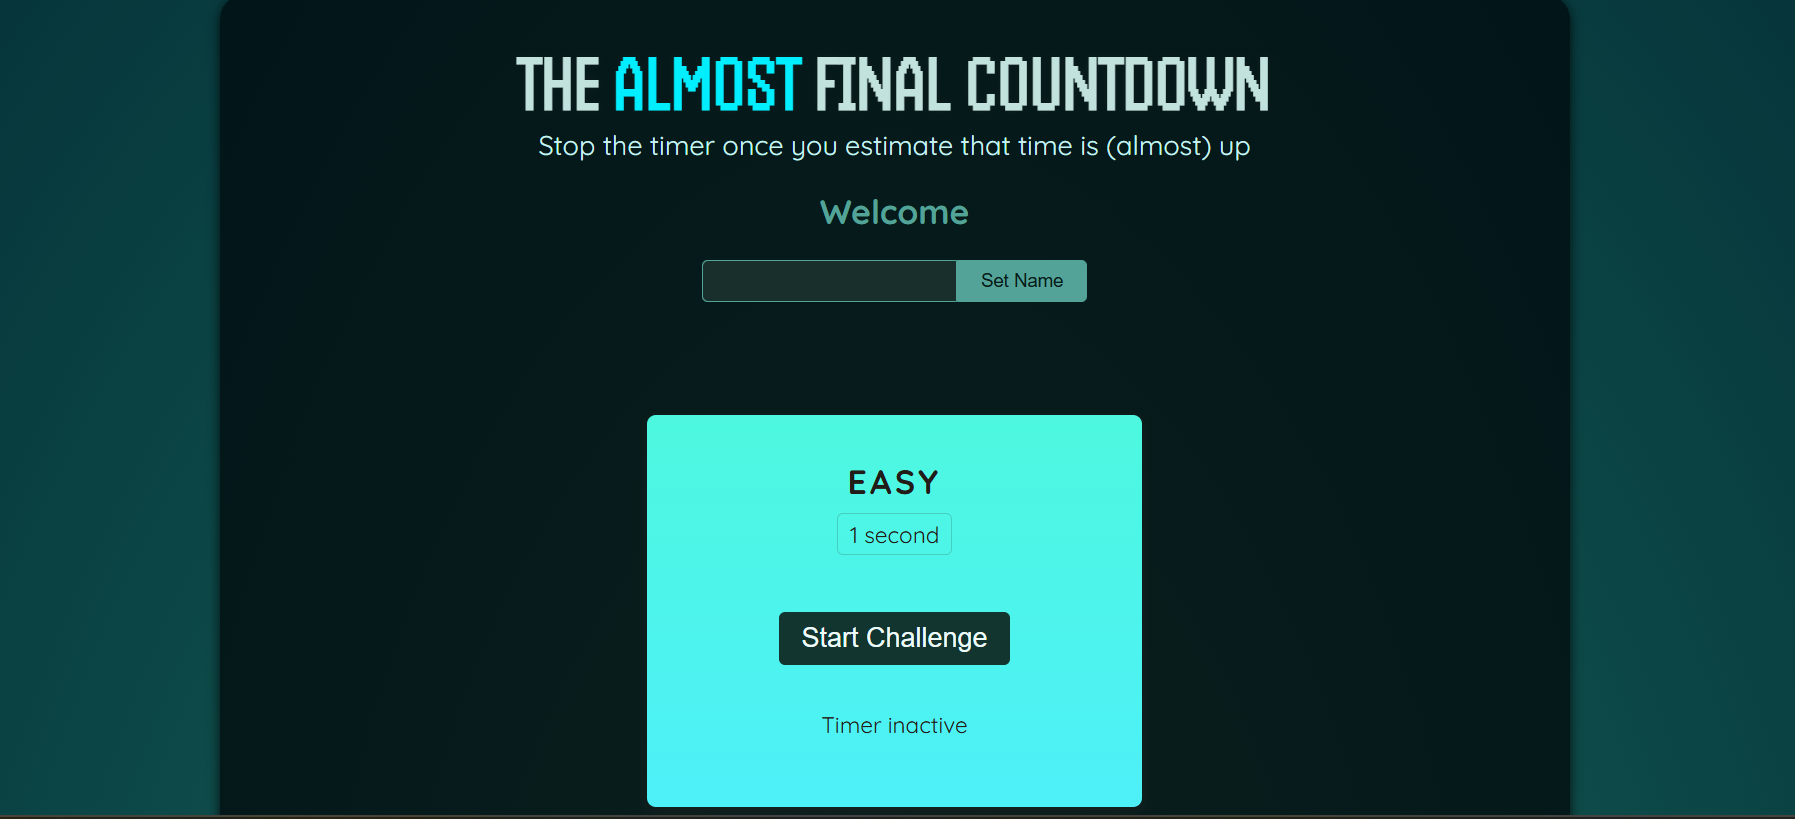 THE ALMOST FINAL COUNTDOWN
Stop the timer once you estimate that time is (almost) up
Welcome
Set Name
EASY
1 second
Start Challenge
Timer inactive